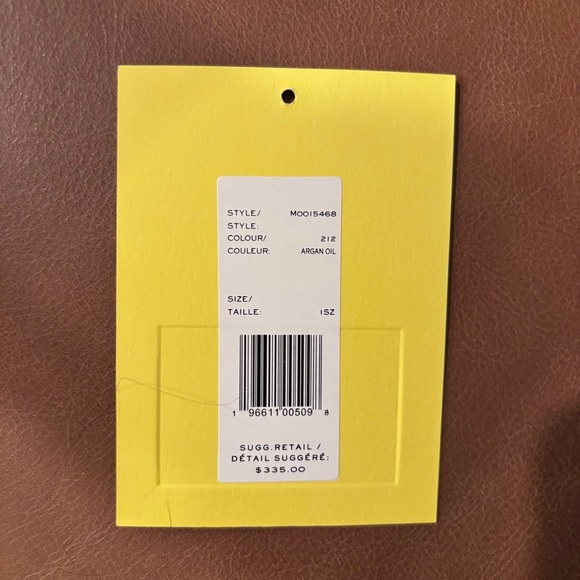 STYLE/ M0015468
STYLE:
COLOUR/ 212
COULEUR: ARGAN OIL
SIZE/
TAILLE: 1SZ
1 96611 00509 8
SUGG.RETAIL /
DÉTAIL SUGGÉRÉ:
$335.00